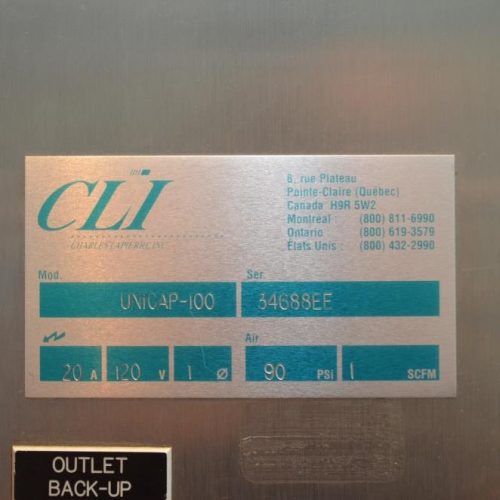 CLI
CHARLES LAPIERRE INC.
6, rue Plateau
Pointe-Claire (Québec)
Canada H9R 5W2
Montréal (800) 811-6990
Ontario (800) 619-3579
États Unis : (800) 432-2990
Mod. Ser.
UNICAP-100 34688EE
Air
20 A 120 V 1 Ø 90 PSi 1 SCFM
OUTLET
BACK-UP